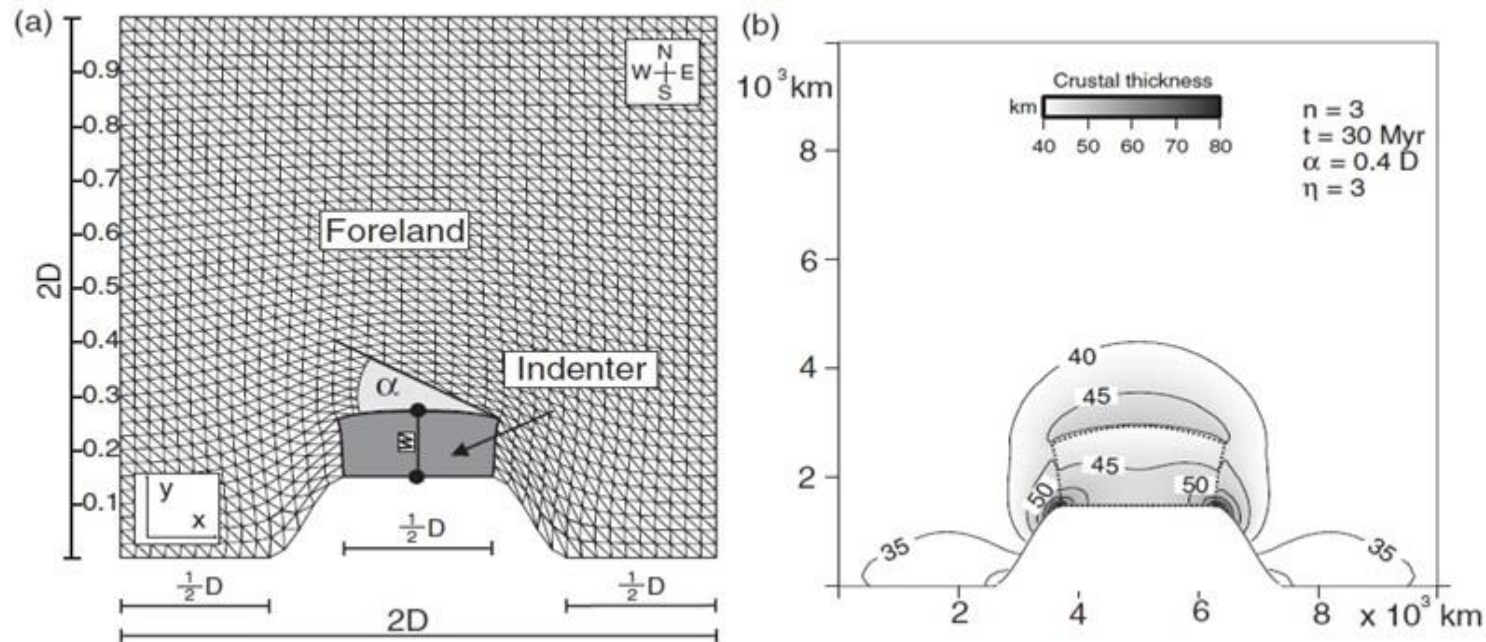 (a)
N
W E
S
0.9
0.8
0.7
0.6
0.5
0.4
0.3
0.2
0.1
2D
Foreland
Indenter
α
W
y
x
½D
½D
½D
2D
(b)
10³ km
8
6
4
2
Crustal thickness
km
40 50 60 70 80
n = 3
t = 30 Myr
α = 0.4 D
η = 3
40
45
45
50
50
35
35
2 4 6 8 x 10³ km